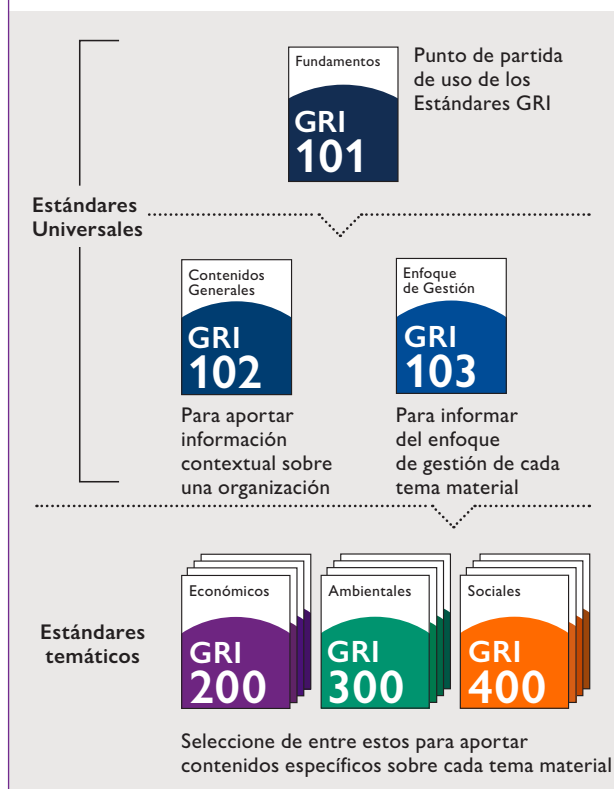 Fundamentos
GRI
101
Punto de partida
de uso de los
Estándares GRI
Estándares
Universales
Contenidos
Generales
GRI
102
Para aportar
información
contextual sobre
una organización
Enfoque
de Gestión
GRI
103
Para informar
del enfoque
de gestión de cada
tema material
Estándares
temáticos
Económicos
GRI
200
Ambientales
GRI
300
Sociales
GRI
400
Seleccione de entre estos para aportar
contenidos específicos sobre cada tema material